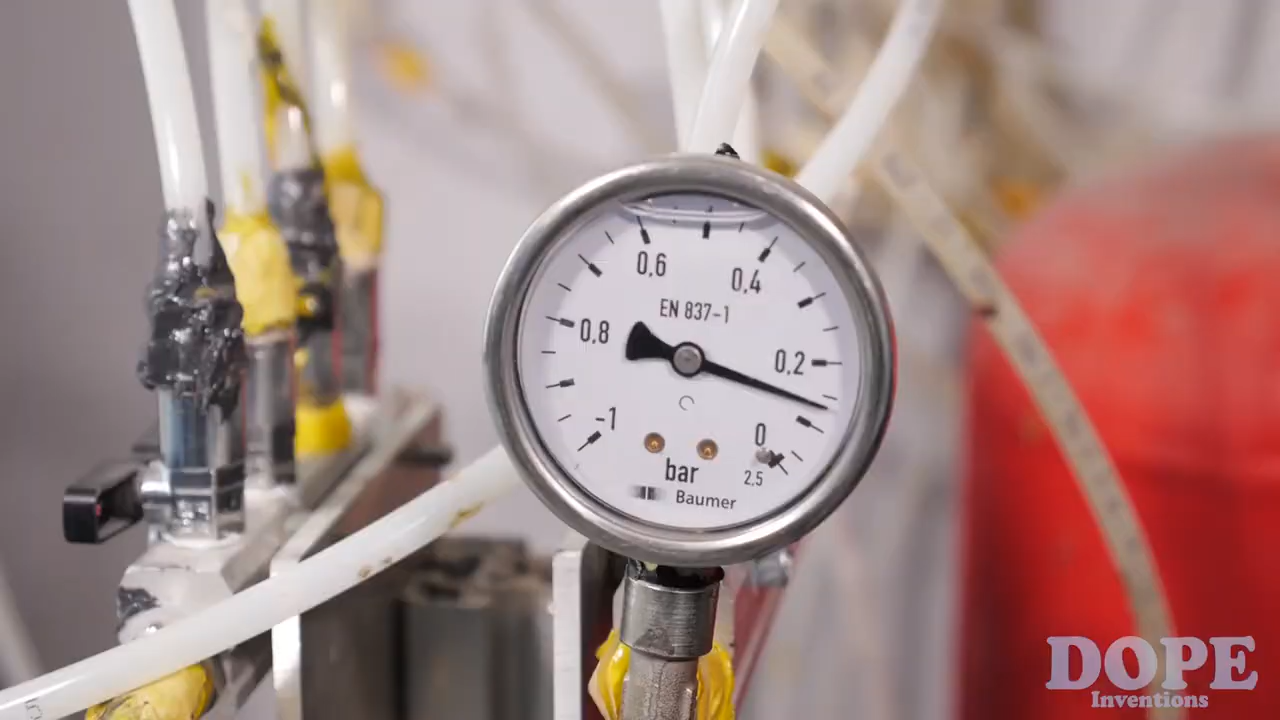 0,6
0,4
EN 837-1
0,8
0,2
-1
0
bar
2,5
Baumer
DOPE
Inventions